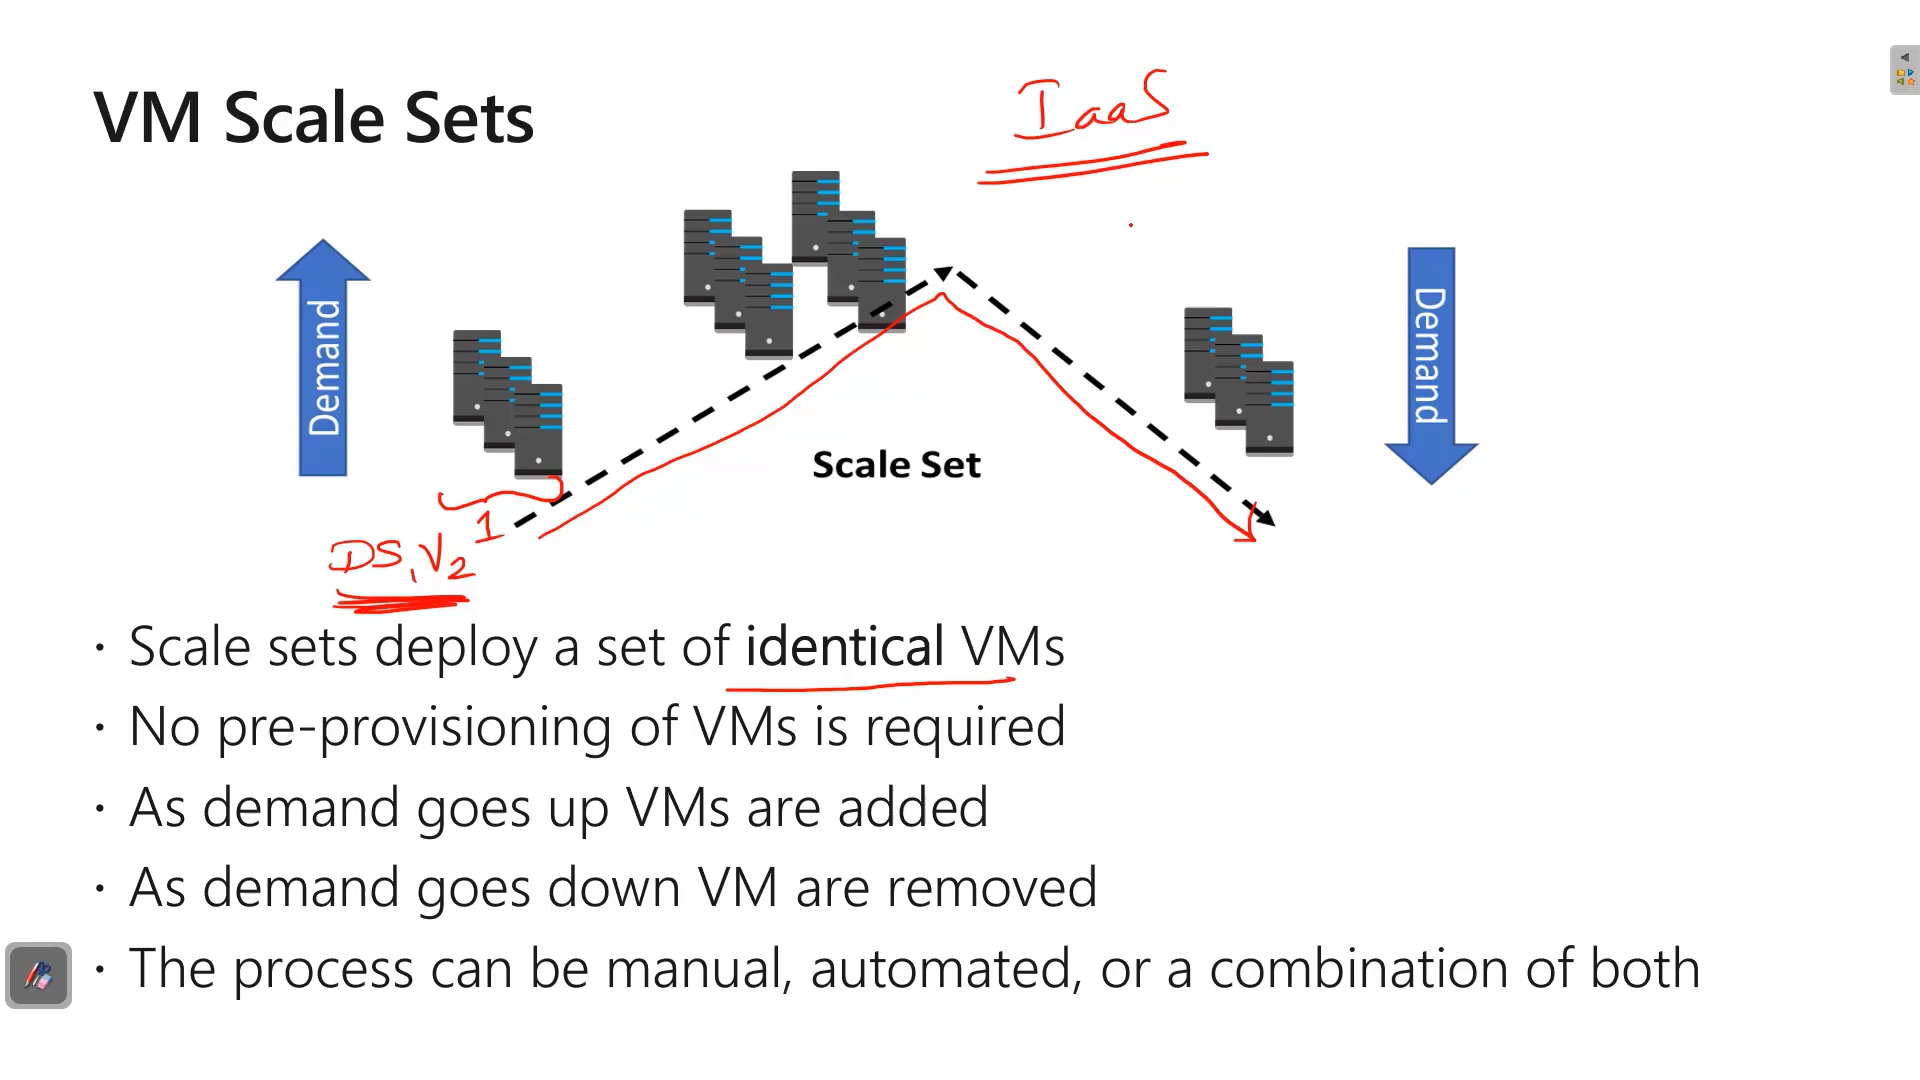 VM Scale Sets
IaaS
Demand
Demand
Scale Set
1
DS1V2
• Scale sets deploy a set of identical VMs
• No pre-provisioning of VMs is required
• As demand goes up VMs are added
• As demand goes down VM are removed
• The process can be manual, automated, or a combination of both